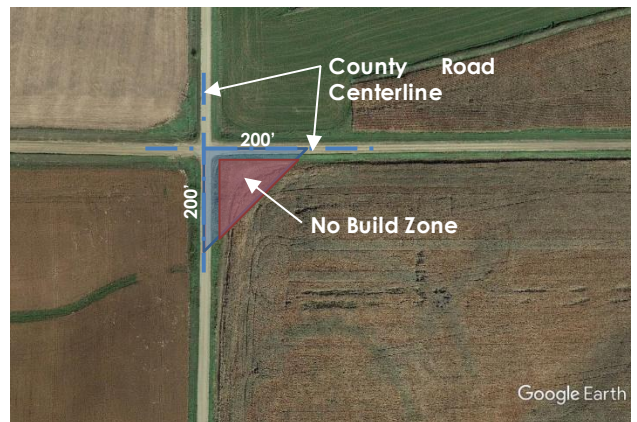 County Road
Centerline
200’
200’
No Build Zone
Google Earth